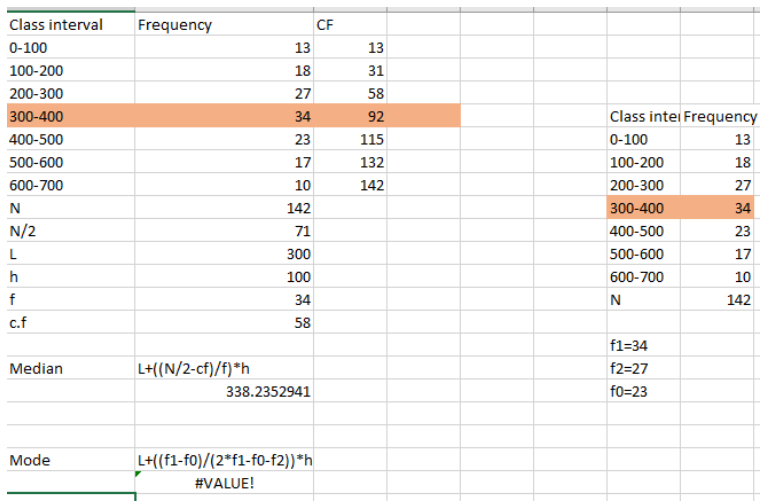 Class interval Frequency CF
0-100 13 13
100-200 18 31
200-300 27 58
300-400 34 92
400-500 23 115
500-600 17 132
600-700 10 142
N 142
N/2 71
L 300
h 100
f 34
c.f 58
Median L+((N/2-cf)/f)*h
338.2352941
Mode L+((f1-f0)/(2*f1-f0-f2))*h
#VALUE!
Class inter Frequency
0-100 13
100-200 18
200-300 27
300-400 34
400-500 23
500-600 17
600-700 10
N 142
f1=34
f2=27
f0=23